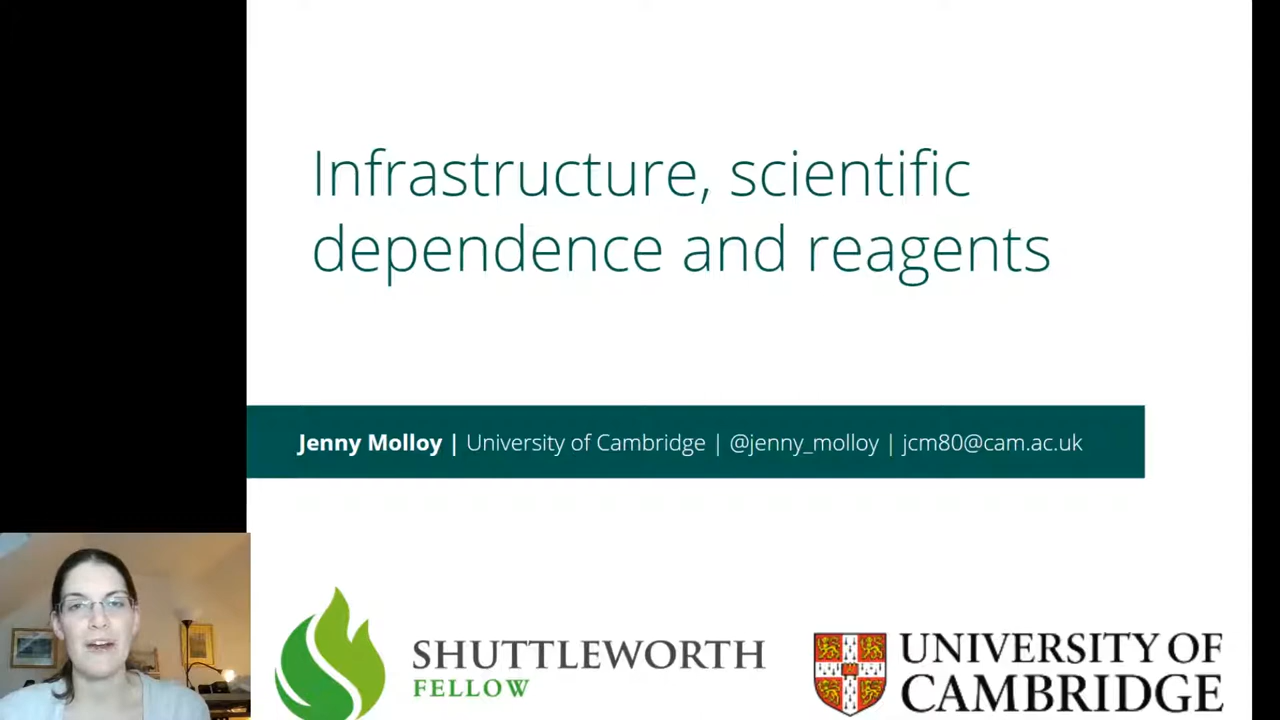 Infrastructure, scientific
dependence and reagents
Jenny Molloy | University of Cambridge | @jenny_molloy | jcm80@cam.ac.uk
SHUTTLEWORTH
FELLOW
UNIVERSITY OF
CAMBRIDGE